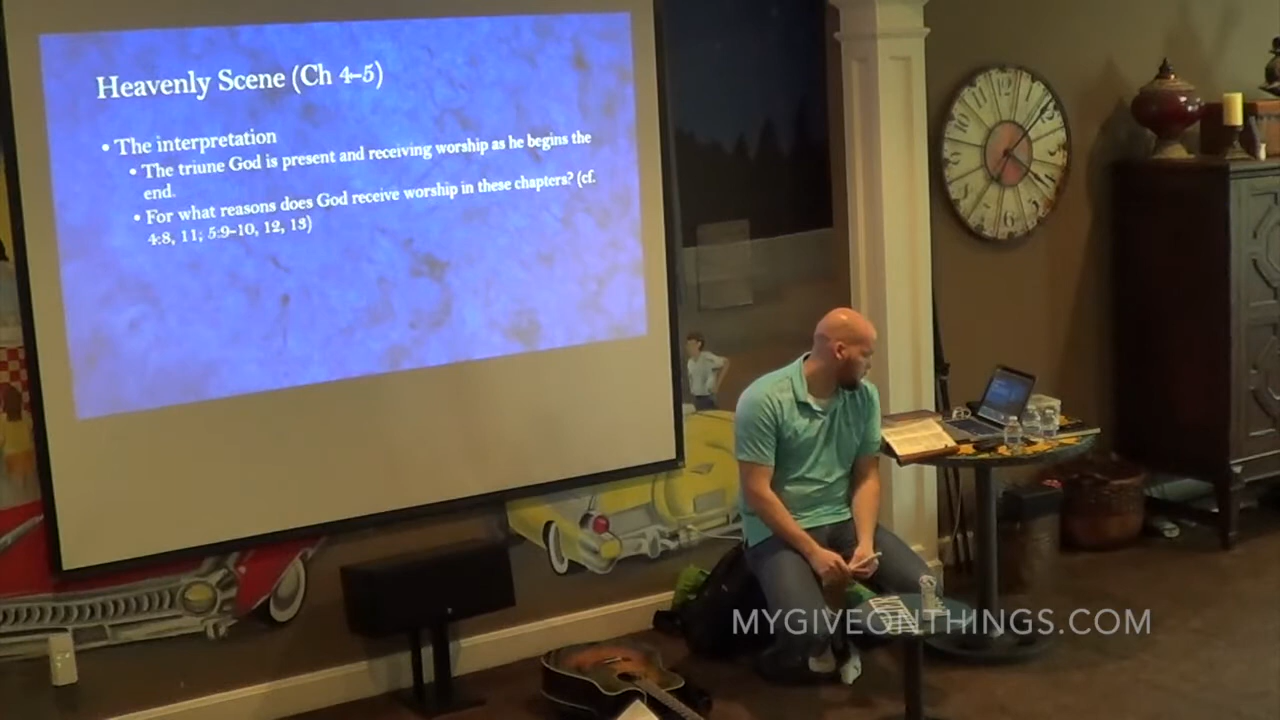 Heavenly Scene (Ch 4–5)
• The interpretation
• The triune God is present and receiving worship as he begins the
end.
• For what reasons does God receive worship in these chapters? (cf.
4:8, 11; 5:9-10, 12, 13)
MYGIVEONTHINGS.COM